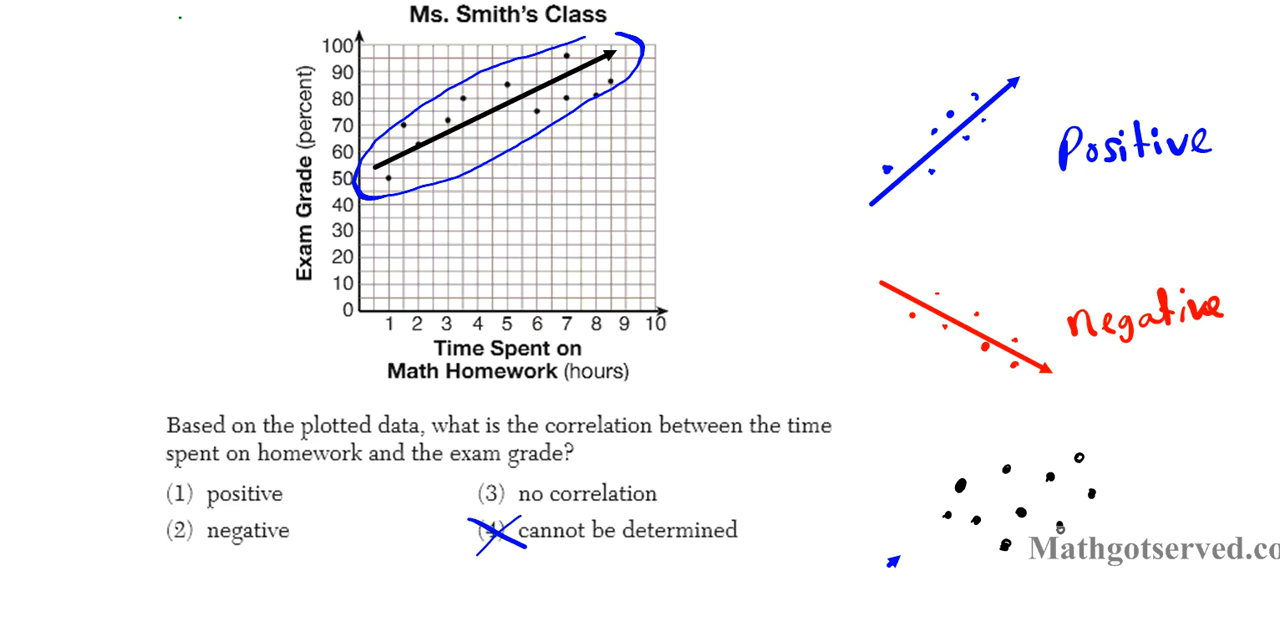 Ms. Smith's Class
Exam Grade (percent)
100
90
80
70
60
50
40
30
20
10
0
1 2 3 4 5 6 7 8 9 10
Time Spent on
Math Homework (hours)
Positive
negative
Based on the plotted data, what is the correlation between the time
spent on homework and the exam grade?
(1) positive (3) no correlation
(2) negative (4) cannot be determined
Mathgotserved.co